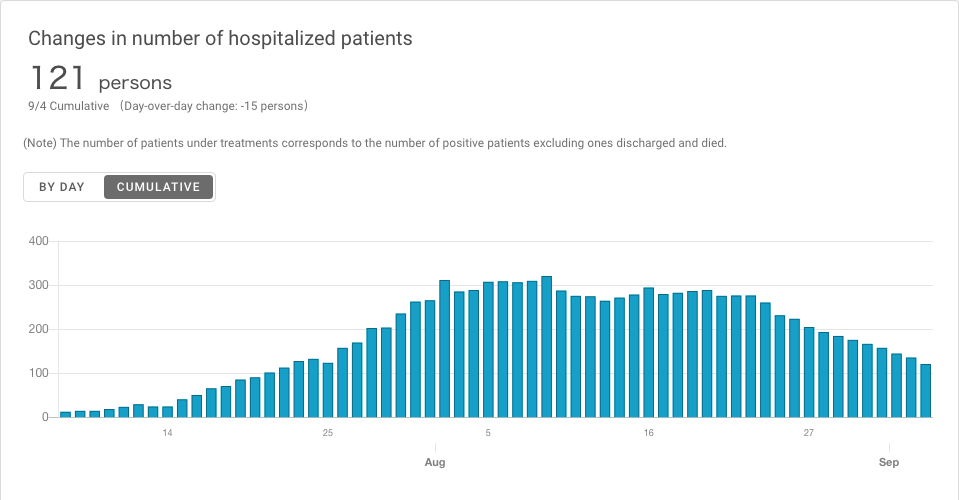 Changes in number of hospitalized patients
121 persons
9/4 Cumulative (Day-over-day change: -15 persons)
(Note) The number of patients under treatments corresponds to the number of positive patients excluding ones discharged and died.
BY DAY CUMULATIVE
400
300
200
100
0
14 25 5 16 27
Aug Sep